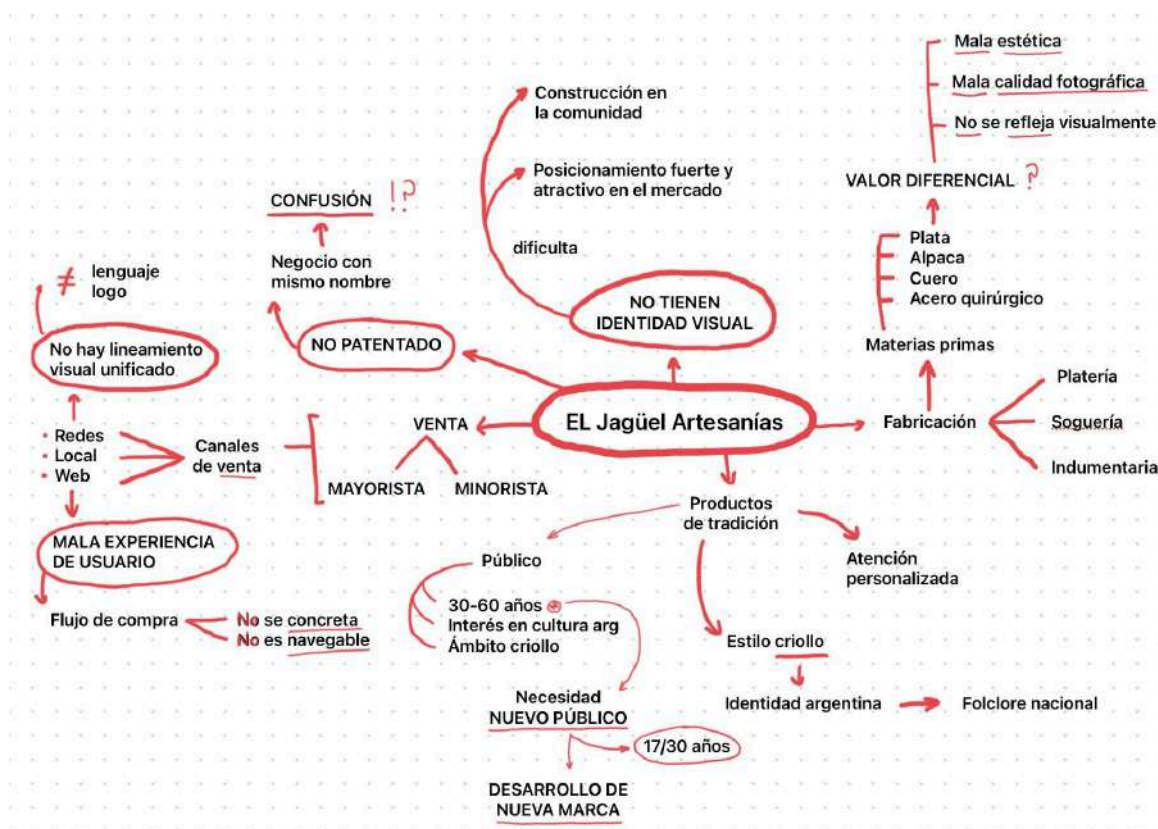 Mala estética
Mala calidad fotográfica
No se refleja visualmente
VALOR DIFERENCIAL ?
Plata
Alpaca
Cuero
Acero quirúrgico
Materias primas
Construcción en
la comunidad
Posicionamiento fuerte y
atractivo en el mercado
dificulta
NO TIENEN
IDENTIDAD VISUAL
CONFUSIÓN !?
Negocio con
mismo nombre
NO PATENTADO
≠ lenguaje
logo
No hay lineamiento
visual unificado
· Redes
· Local
· Web
Canales
de venta
VENTA
MAYORISTA
MINORISTA
EL Jagüel Artesanías
Fabricación
Platería
Soguería
Indumentaria
MALA EXPERIENCIA
DE USUARIO
Flujo de compra
No se concreta
No es navegable
Productos
de tradición
Público
30-60 años
Interés en cultura arg
Ámbito criollo
Atención
personalizada
Estilo criollo
Identidad argentina
Folclore nacional
Necesidad
NUEVO PÚBLICO
17/30 años
DESARROLLO DE
NUEVA MARCA